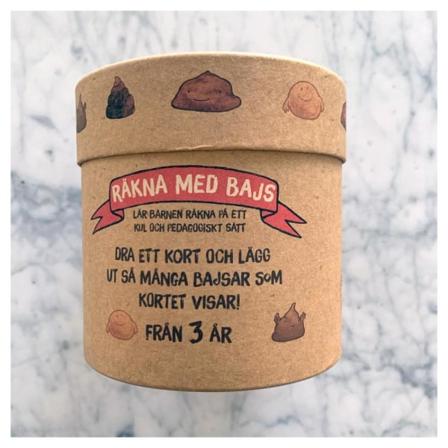 RÄKNA MED BAJS
LÄR BARNEN RÄKNA PÅ ETT
KUL OCH PEDAGOGISKT SÄTT
DRA ETT KORT OCH LÄGG
UT SÅ MÅNGA BAJSAR SOM
KORTET VISAR!
FRÅN 3 ÅR